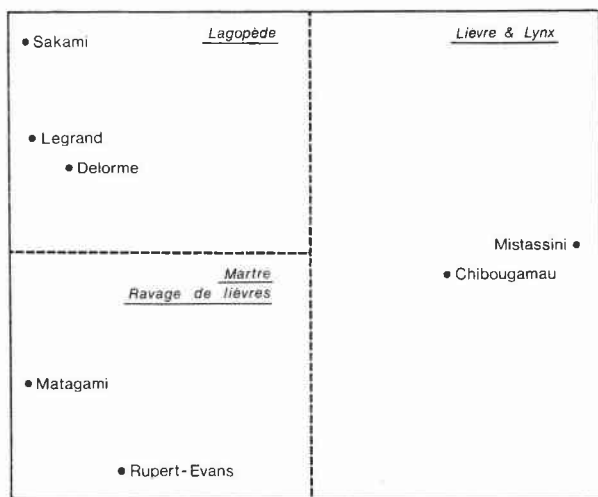 Lagopède
Lievre & Lynx
Sakami
Legrand
Delorme
Mistassini
Chibougamau
Martre
Ravage de lièvres
Matagami
Rupert-Evans